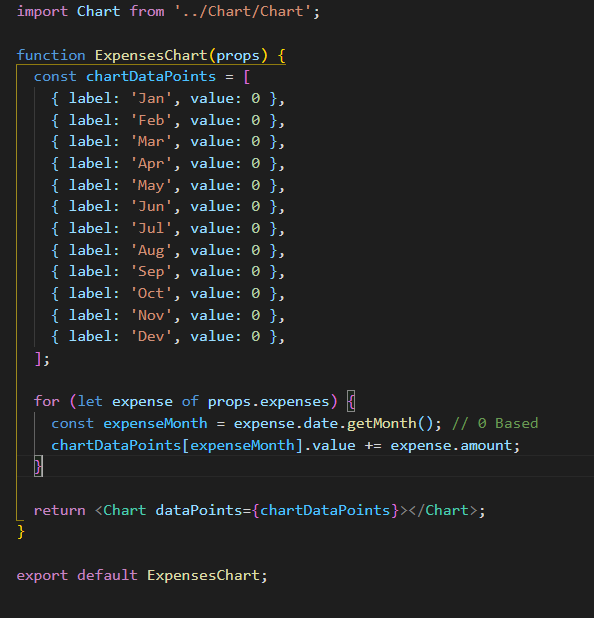 import Chart from '../Chart/Chart';
function ExpensesChart(props) {
const chartDataPoints = [
{ label: 'Jan', value: 0 },
{ label: 'Feb', value: 0 },
{ label: 'Mar', value: 0 },
{ label: 'Apr', value: 0 },
{ label: 'May', value: 0 },
{ label: 'Jun', value: 0 },
{ label: 'Jul', value: 0 },
{ label: 'Aug', value: 0 },
{ label: 'Sep', value: 0 },
{ label: 'Oct', value: 0 },
{ label: 'Nov', value: 0 },
{ label: 'Dev', value: 0 },
];
for (let expense of props.expenses) {
const expenseMonth = expense.date.getMonth(); // 0 Based
chartDataPoints[expenseMonth].value += expense.amount;
}
return <Chart dataPoints={chartDataPoints}></Chart>;
}
export default ExpensesChart;